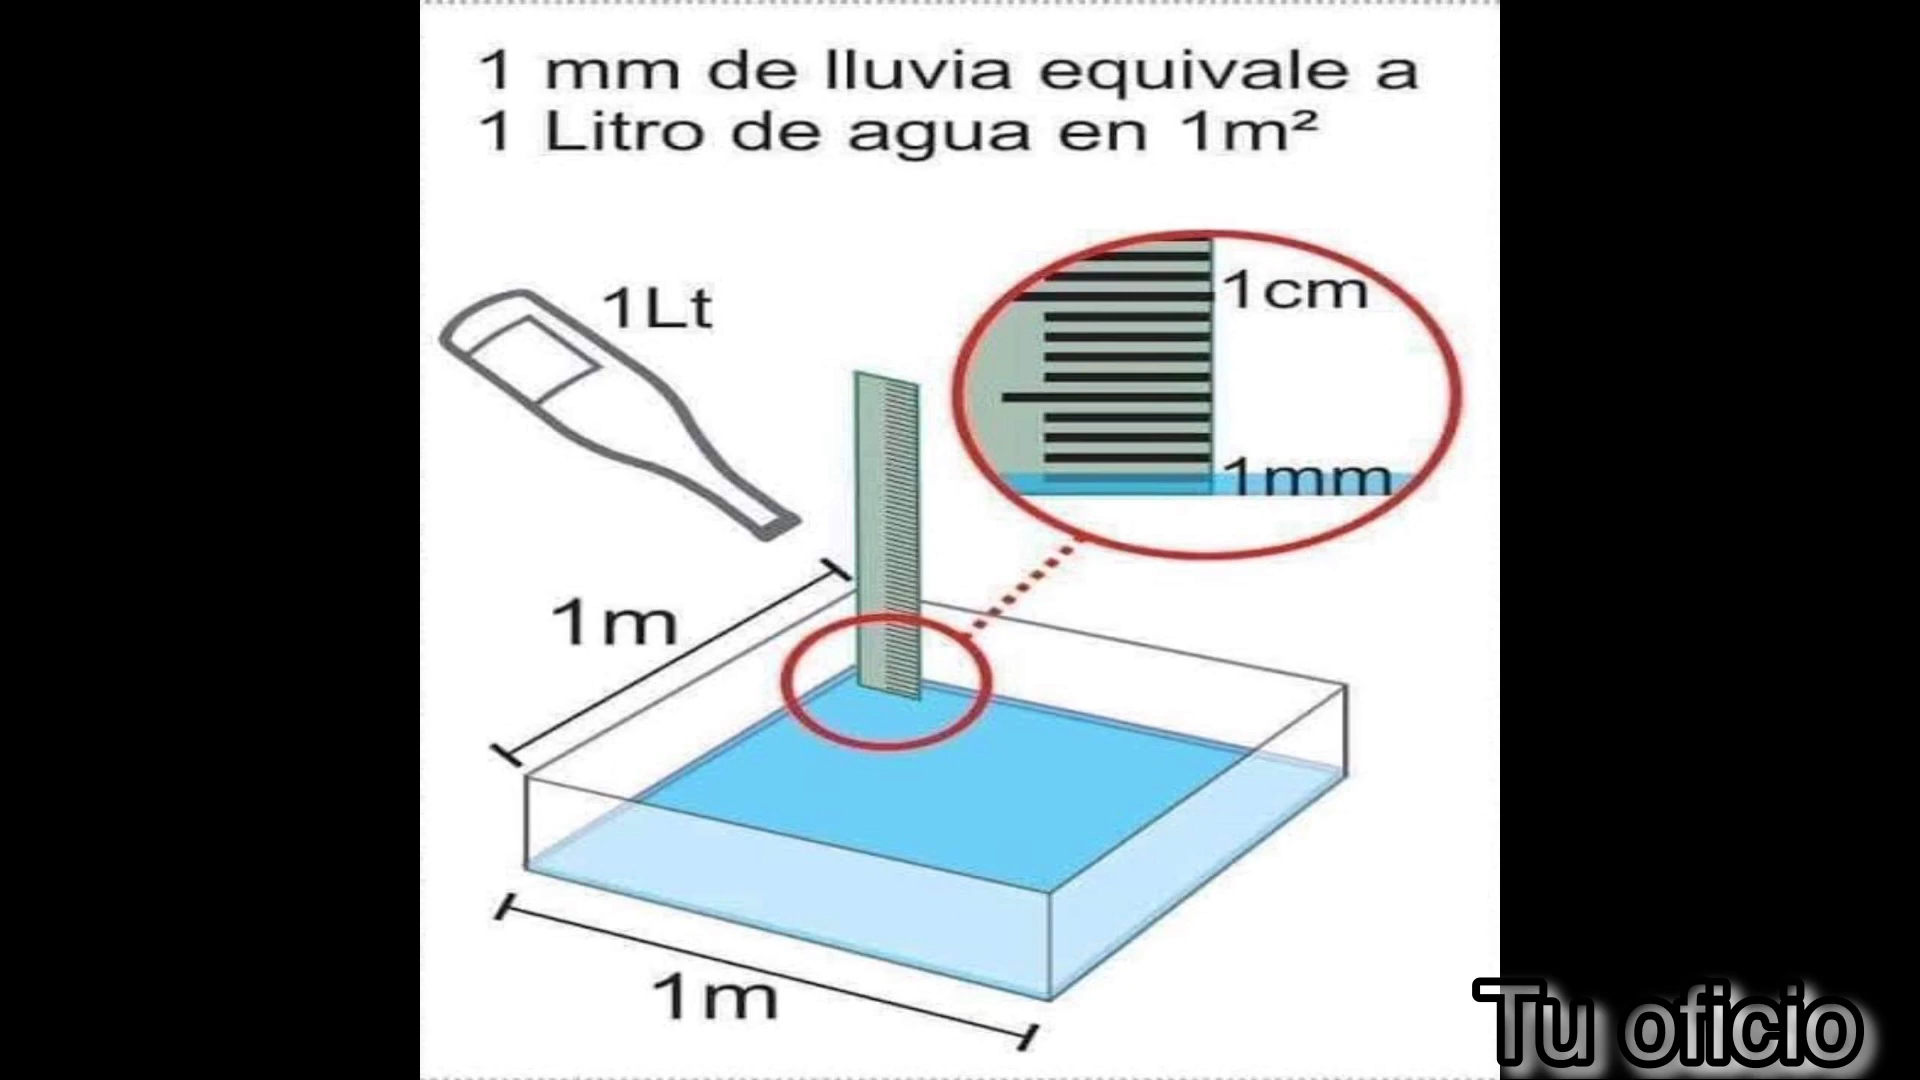 1 mm de lluvia equivale a
1 Litro de agua en 1m²
1Lt
1cm
1mm
1m
1m
Tu oficio